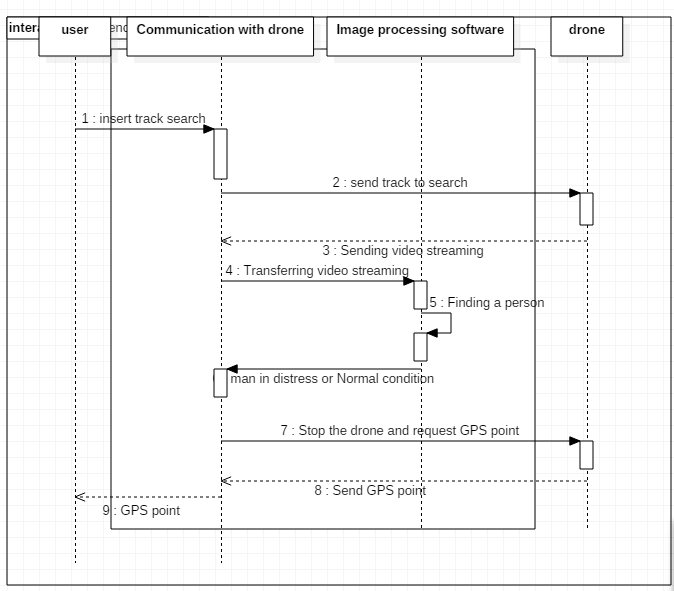 user
Communication with drone
Image processing software
drone
1 : insert track search
2 : send track to search
3 : Sending video streaming
4 : Transferring video streaming
5 : Finding a person
man in distress or Normal condition
7 : Stop the drone and request GPS point
8 : Send GPS point
9 : GPS point